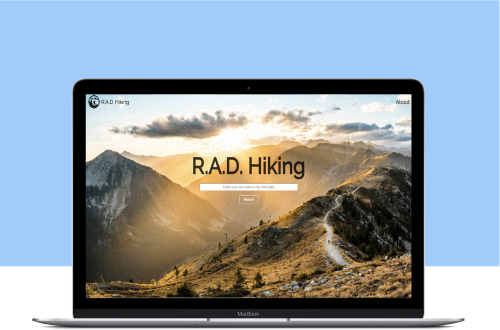 R.A.D. Hiking
About
R.A.D. Hiking
Enter your zip code or city and state
Search
MacBook